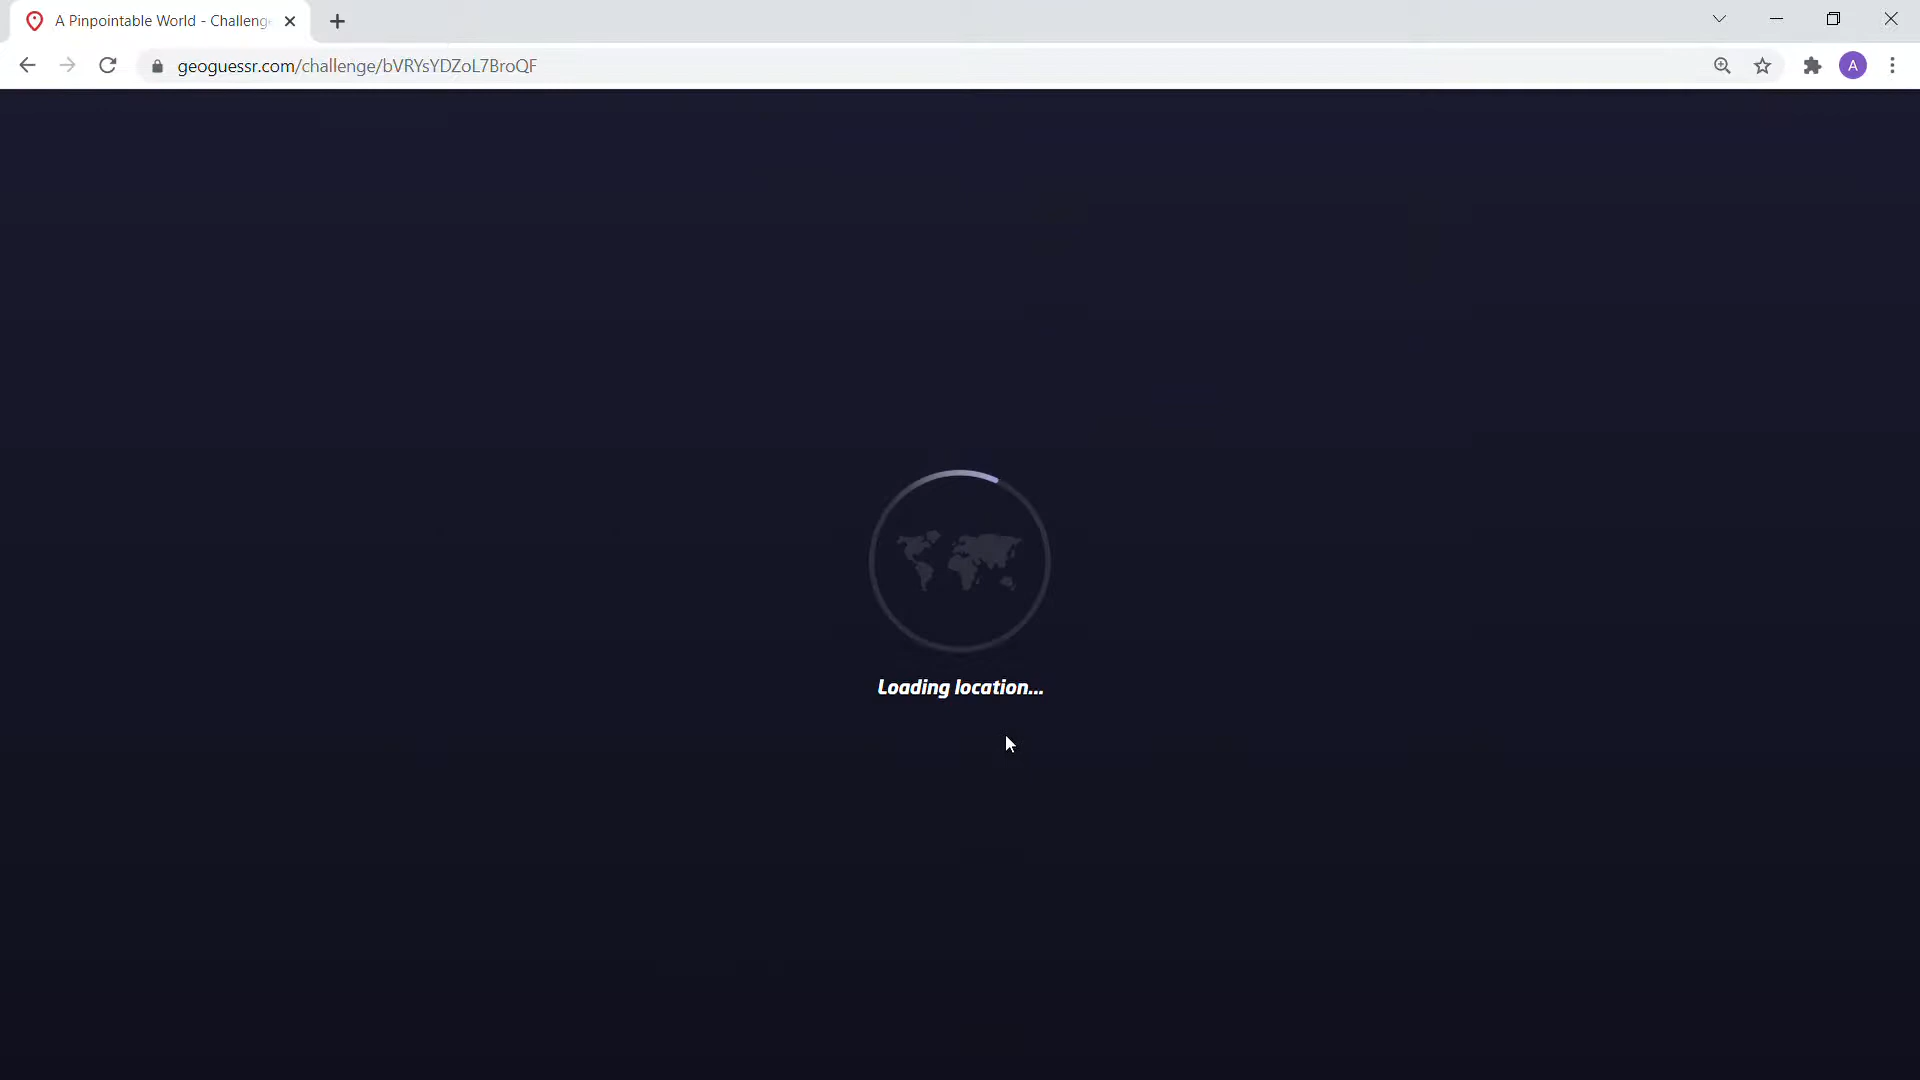 A Pinpointable World - Challeng
geoguessr.com/challenge/bVRYsYDZoL7BroQF
A
Loading location...